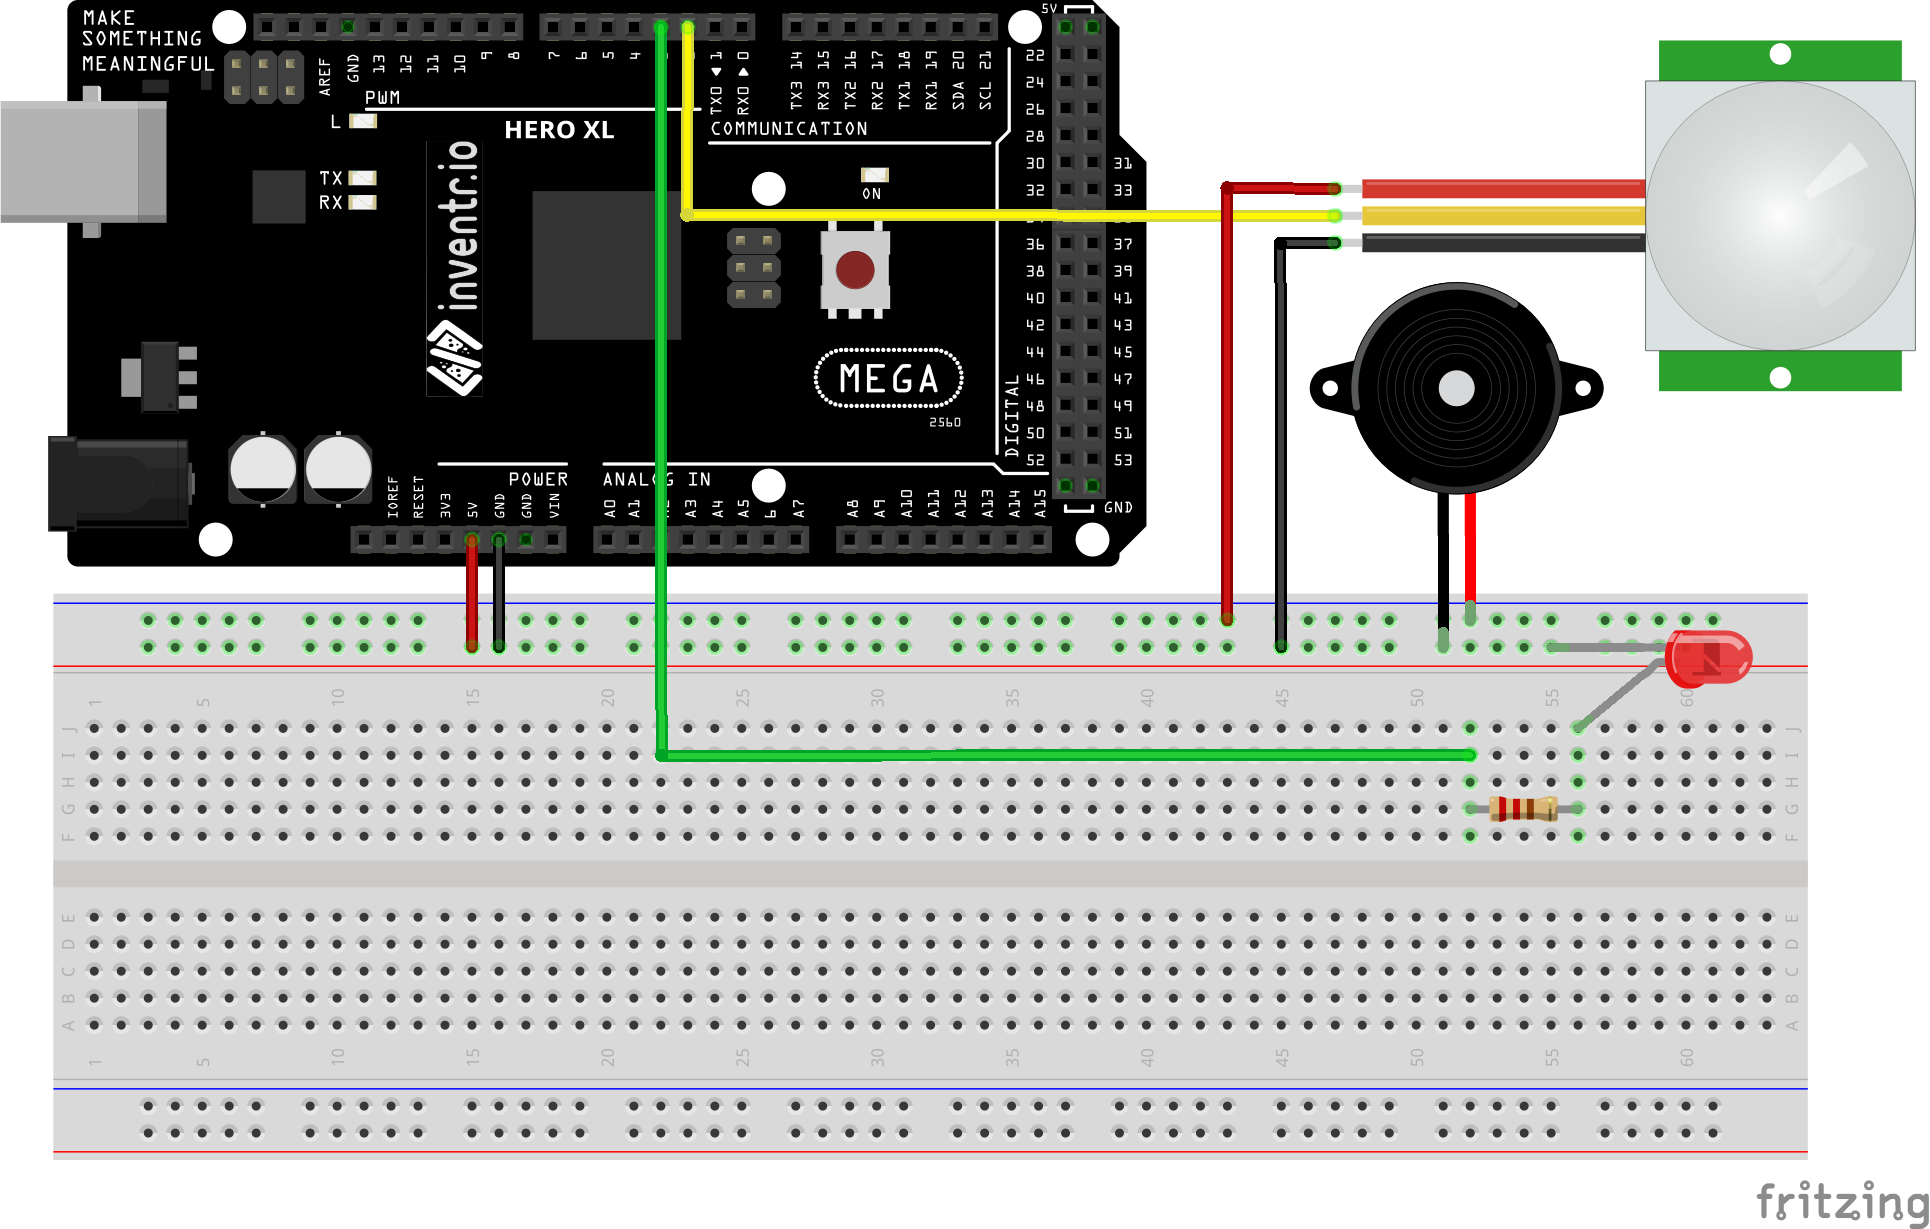 MAKE
SOMETHING
MEANINGFUL
AREF
GND
13
12
11
10
9
8
7
6
5
4
TX0 1
RX0 0
TX3 14
RX3 15
TX2 16
RX2 17
TX1 18
RX1 19
SDA 20
SCL 21
5V
PWM
L
HERO XL
COMMUNICATION
TX
RX
ON
inventr.io
22
24
26
28
30 31
32 33
36 37
38 39
40 41
42 43
44 45
46 47
48 49
50 51
52 53
MEGA
2560
DIGITAL
POWER
ANALOG IN
IOREF
RESET
3V3
5V
GND
GND
VIN
A0
A1
A3
A4
A5
6
A7
A8
A9
A10
A11
A12
A13
A14
A15
GND
1 5 10 15 20 25 30 35 40 45 50 55 60
J J
I I
H H
G G
F F
E E
D D
C C
B B
A A
1 5 10 15 20 25 30 35 40 45 50 55 60
fritzing